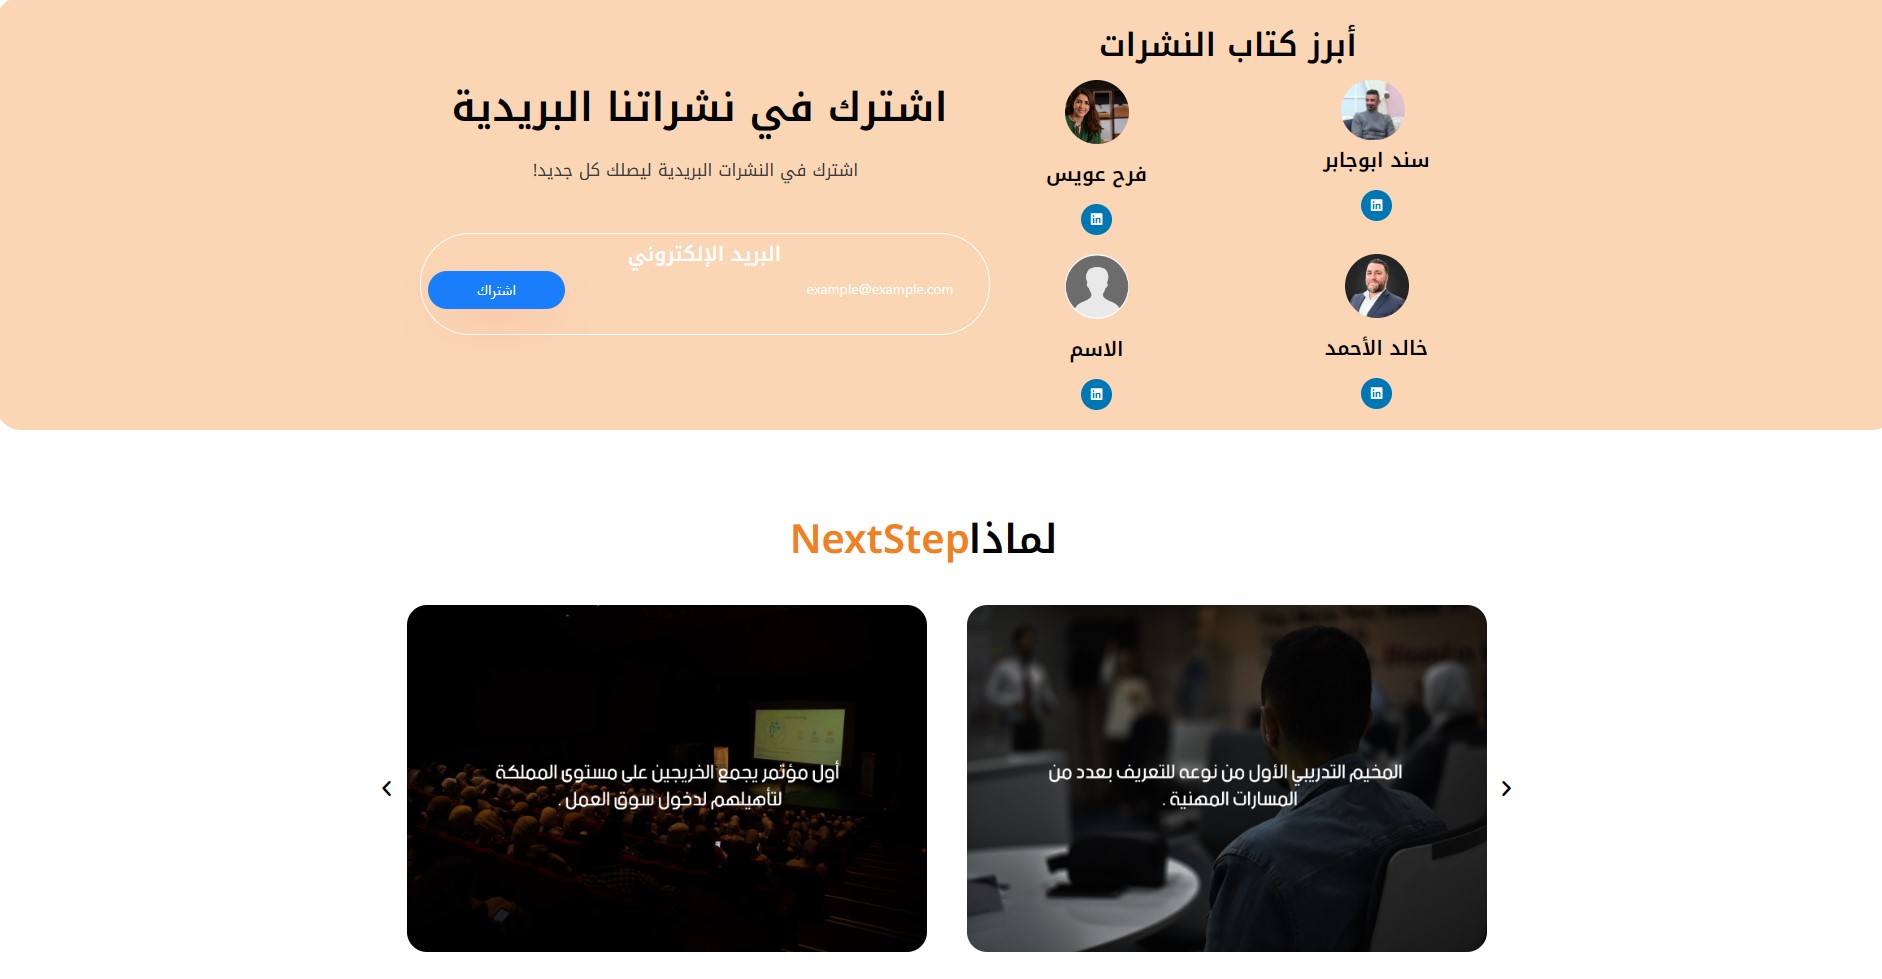 أبرز كتاب النشرات
سند ابوجابر
فرح عويس
خالد الأحمد
الاسم
اشترك في نشراتنا البريدية
اشترك في النشرات البريدية ليصلك كل جديد!
البريد الإلكتروني
example@example.com
اشتراك
لماذاNextStep
المخيم التدريبي الأول من نوعه للتعريف بعدد من
المسارات المهنية .
أول مؤتمر يجمع الخريجين على مستوى المملكة
لتأهيلهم لدخول سوق العمل .